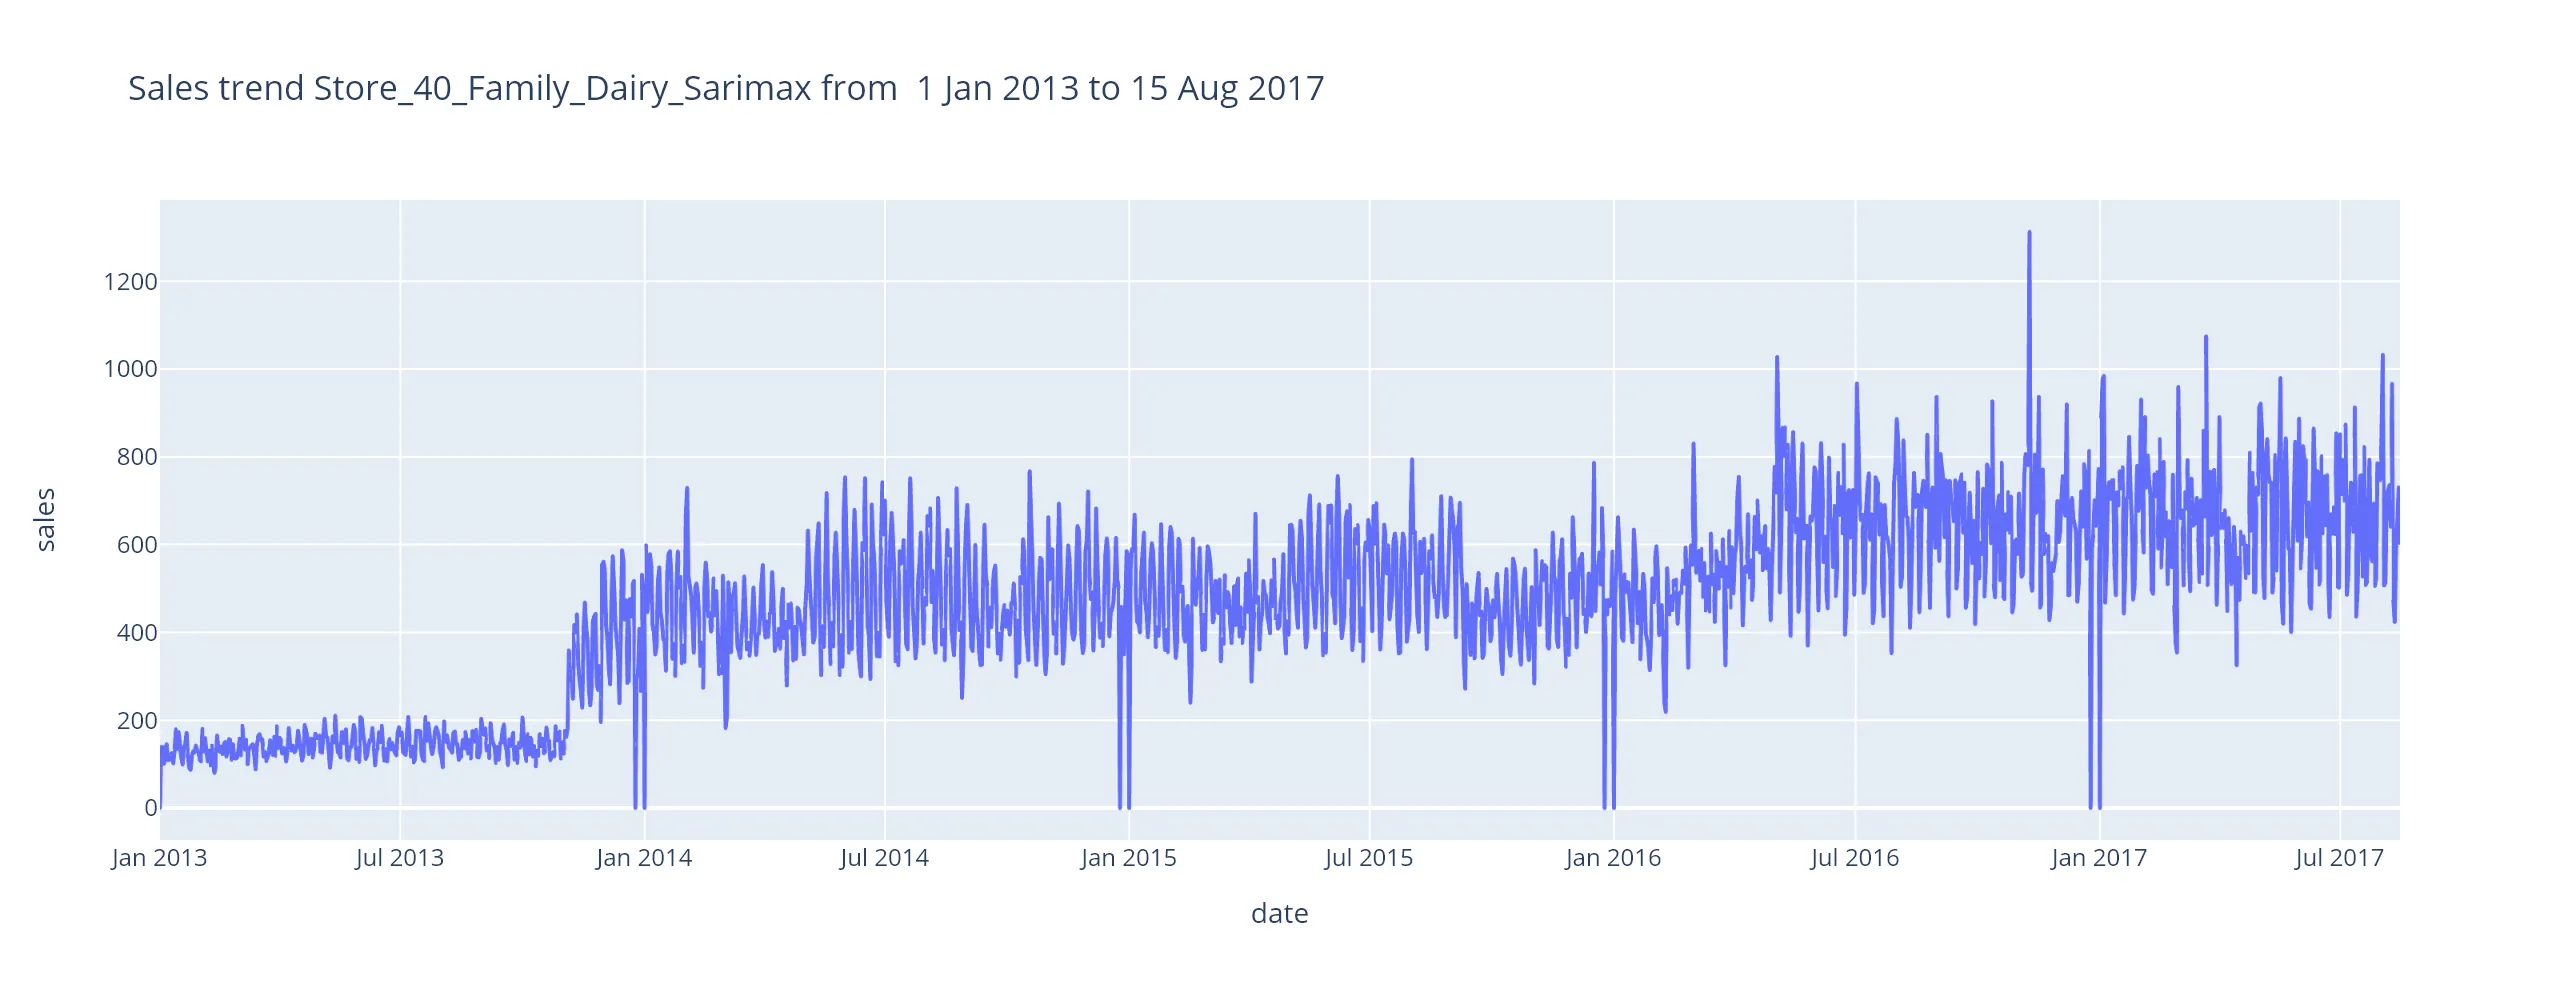 Sales trend Store_40_Family_Dairy_Sarimax from  1 Jan 2013 to 15 Aug 2017
sales
1200
1000
800
600
400
200
0
Jan 2013
Jul 2013
Jan 2014
Jul 2014
Jan 2015
Jul 2015
Jan 2016
Jul 2016
Jan 2017
Jul 2017
date